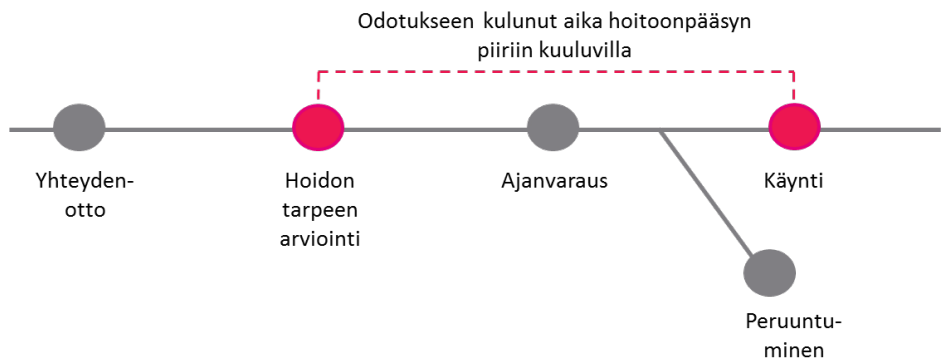 Odotukseen kulunut aika hoitoonpääsyn
piiriin kuuluvilla
Yhteyden-
otto
Hoidon
tarpeen
arviointi
Ajanvaraus
Käynti
Peruuntu-
minen